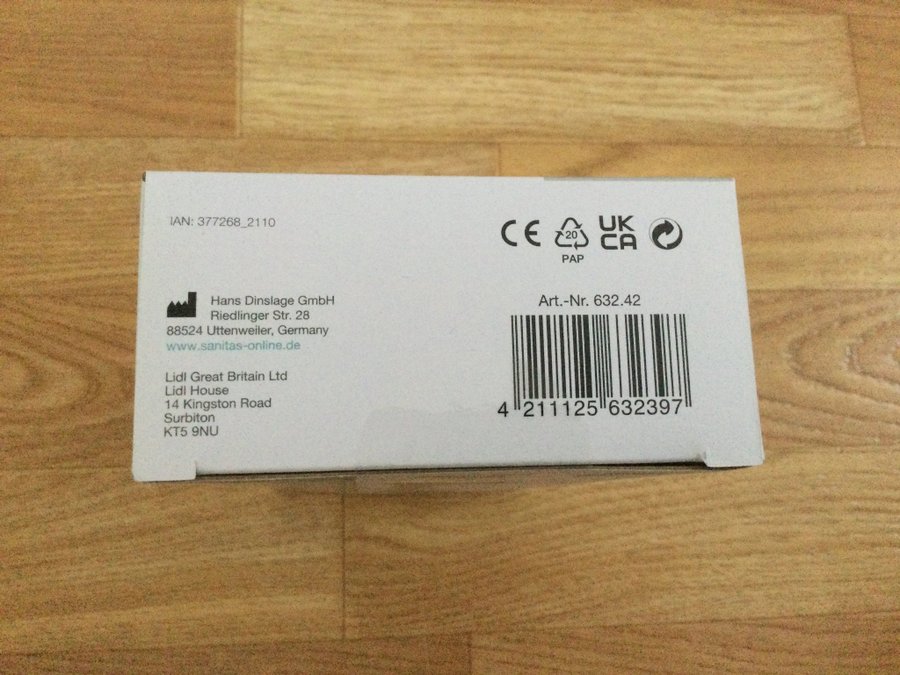 IAN: 377268_2110
CE
20
PAP
UK
CA
Hans Dinslage GmbH
Riedlinger Str. 28
88524 Uttenweiler, Germany
www.sanitas-online.de
Lidl Great Britain Ltd
Lidl House
14 Kingston Road
Surbiton
KT5 9NU
Art.-Nr. 632.42
4 211125 632397